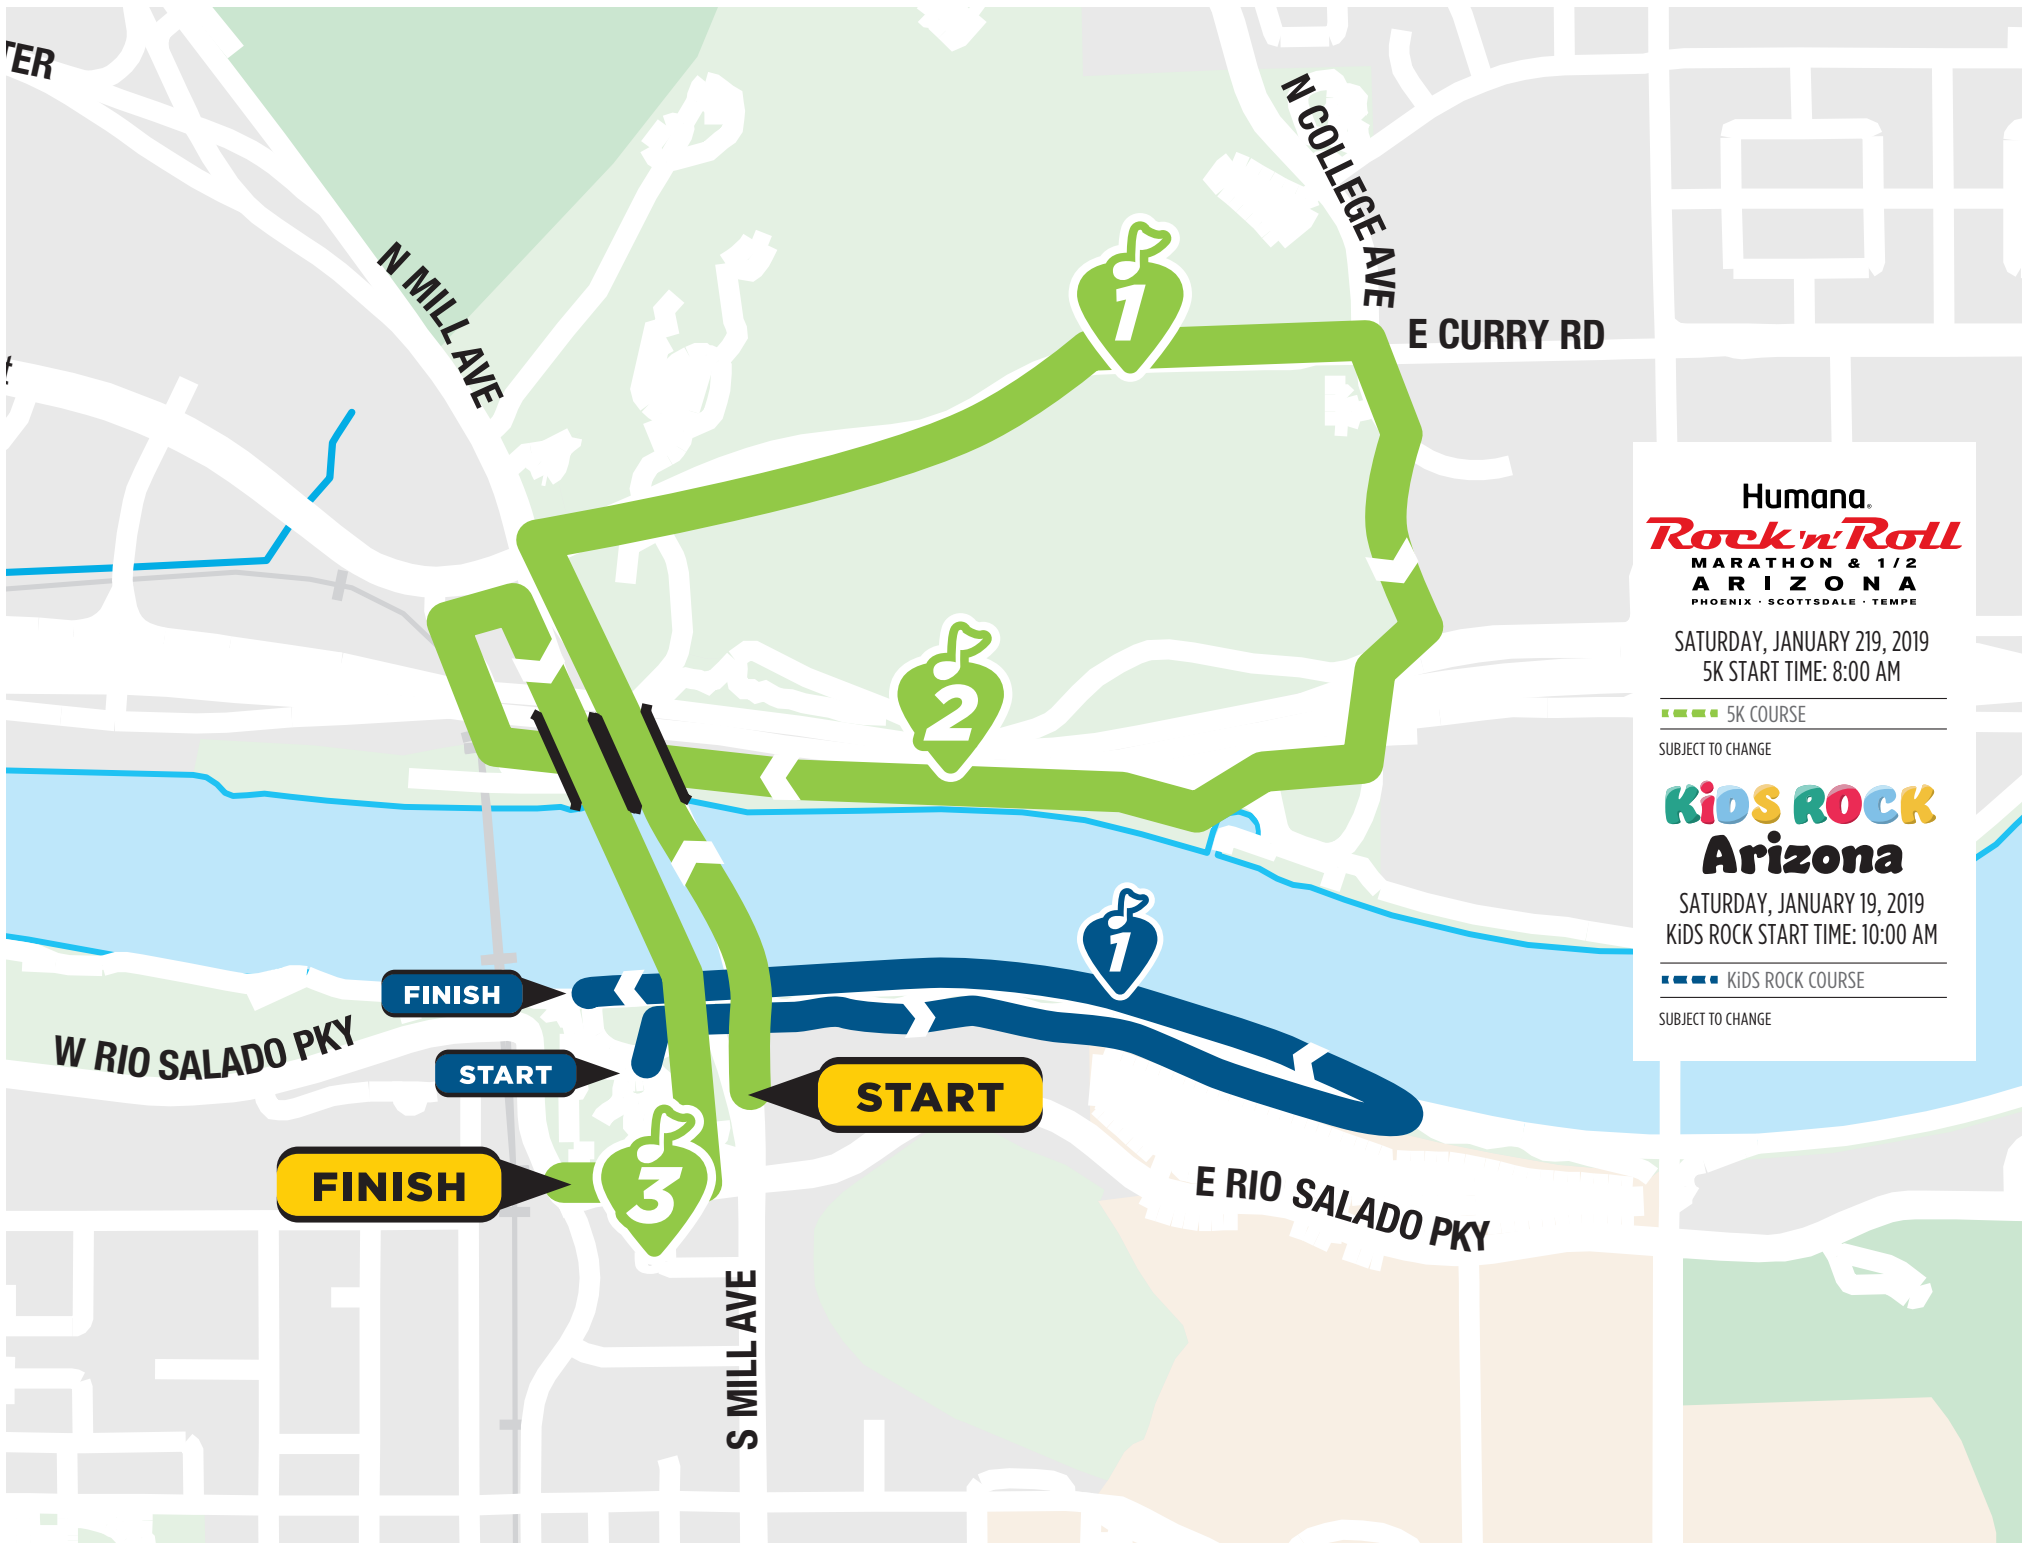 TER
N COLLEGE AVE
N MILL AVE
1
E CURRY RD
Humana
Rock 'n' Roll
MARATHON & 1/2
ARIZONA
PHOENIX · SCOTTSDALE · TEMPE
SATURDAY, JANUARY 219, 2019
5K START TIME: 8:00 AM
5K COURSE
SUBJECT TO CHANGE
KiDS ROCK
Arizona
SATURDAY, JANUARY 19, 2019
KiDS ROCK START TIME: 10:00 AM
KiDS ROCK COURSE
SUBJECT TO CHANGE
2
1
FINISH
W RIO SALADO PKY
START
START
FINISH
3
E RIO SALADO PKY
S MILL AVE